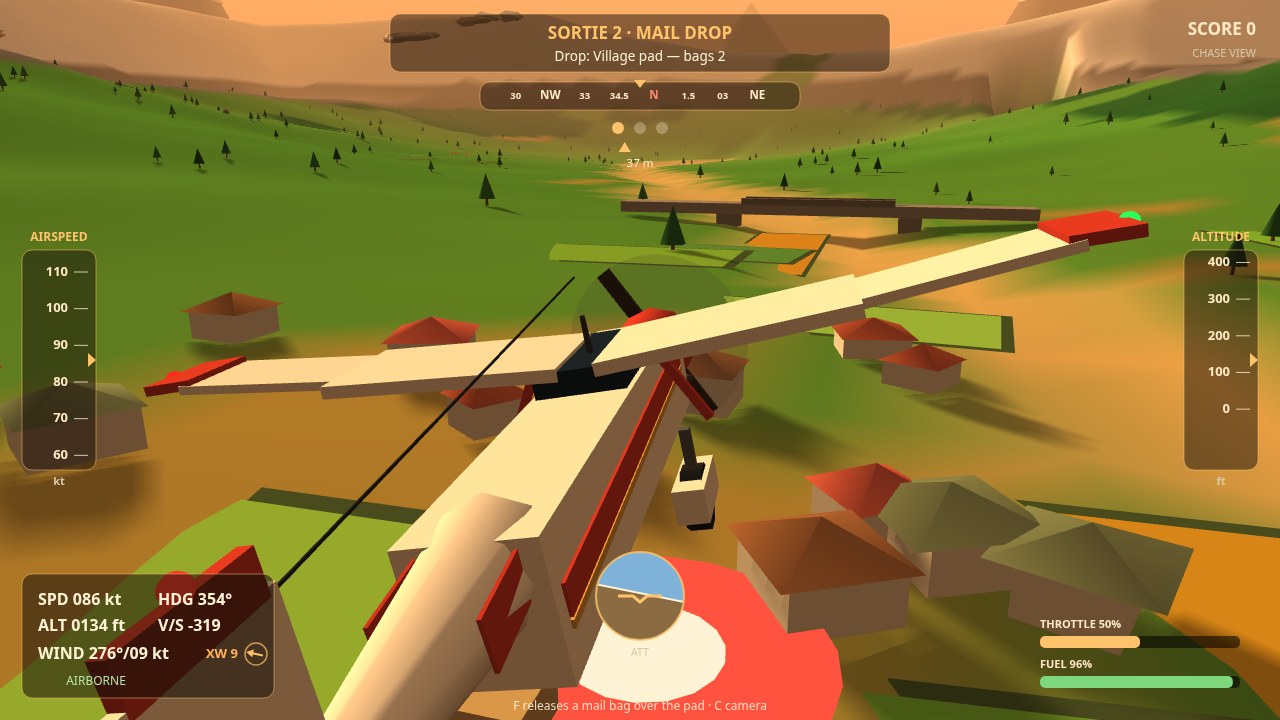 SORTIE 2 · MAIL DROP
Drop: Village pad — bags 2
SCORE 0
CHASE VIEW
30 NW 33 34.5 N 1.5 03 NE
37 m
AIRSPEED
110
100
90
80
70
60
kt
ALTITUDE
400
300
200
100
0
ft
SPD 086 kt HDG 354°
ALT 0134 ft V/S -319
WIND 276°/09 kt XW 9
AIRBORNE
ATT
THROTTLE 50%
FUEL 96%
F releases a mail bag over the pad · C camera